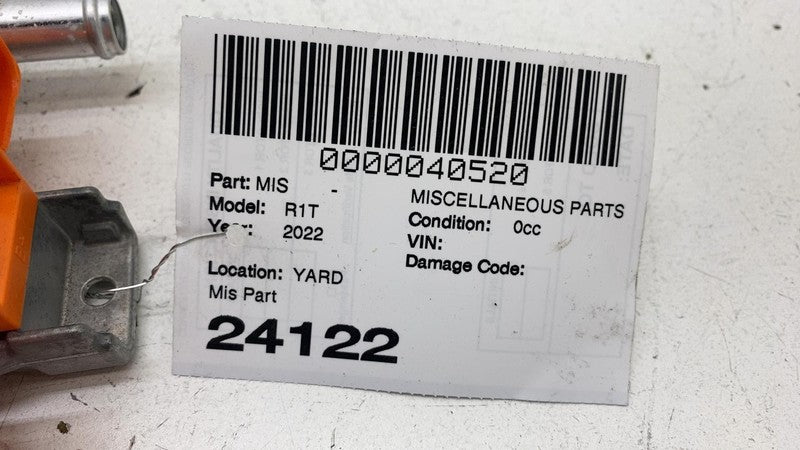 0000040520
Part: MIS -
MISCELLANEOUS PARTS
Model: R1T
Condition: 0cc
Year: 2022
VIN:
Damage Code:
Location: YARD
Mis Part
24122